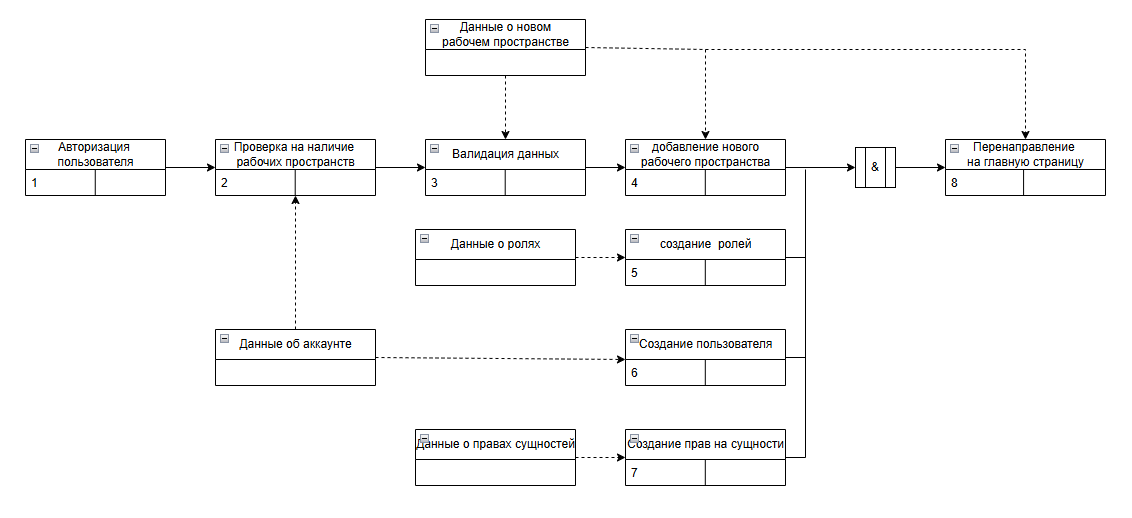 Данные о новом
рабочем пространстве
Авторизация
пользователя
1
Проверка на наличие
рабочих пространств
2
Валидация данных
3
добавление нового
рабочего пространства
4
&
Перенаправление
на главную страницу
8
Данные о ролях
создание ролей
5
Данные об аккаунте
Создание пользователя
6
Данные о правах сущностей
Создание прав на сущности
7